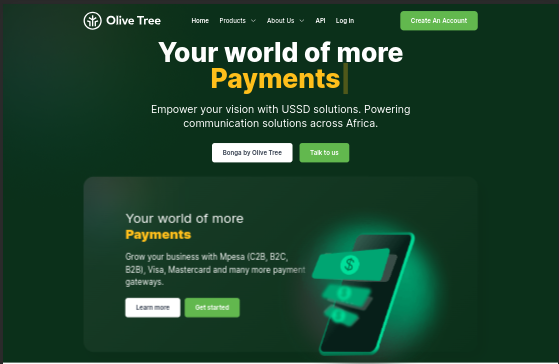 Olive Tree
Home Products About Us API Log In
Create An Account
Your world of more
Payments
Empower your vision with USSD solutions. Powering
communication solutions across Africa.
Bonga by Olive Tree Talk to us
Your world of more
Payments
Grow your business with Mpesa (C2B, B2C,
B2B), Visa, Mastercard and many more payment
gateways.
Learn more Get started
$
$
$